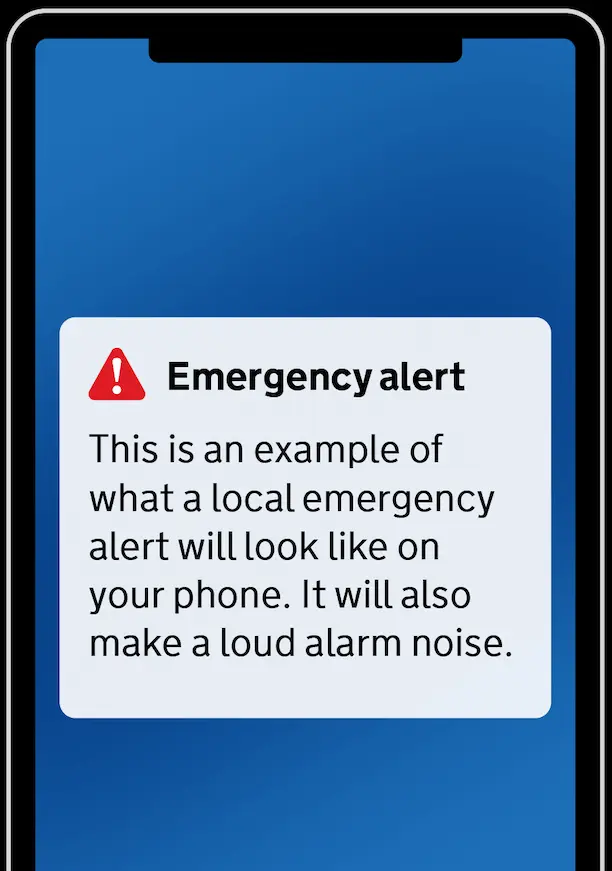 Emergency alert
This is an example of
what a local emergency
alert will look like on
your phone. It will also
make a loud alarm noise.